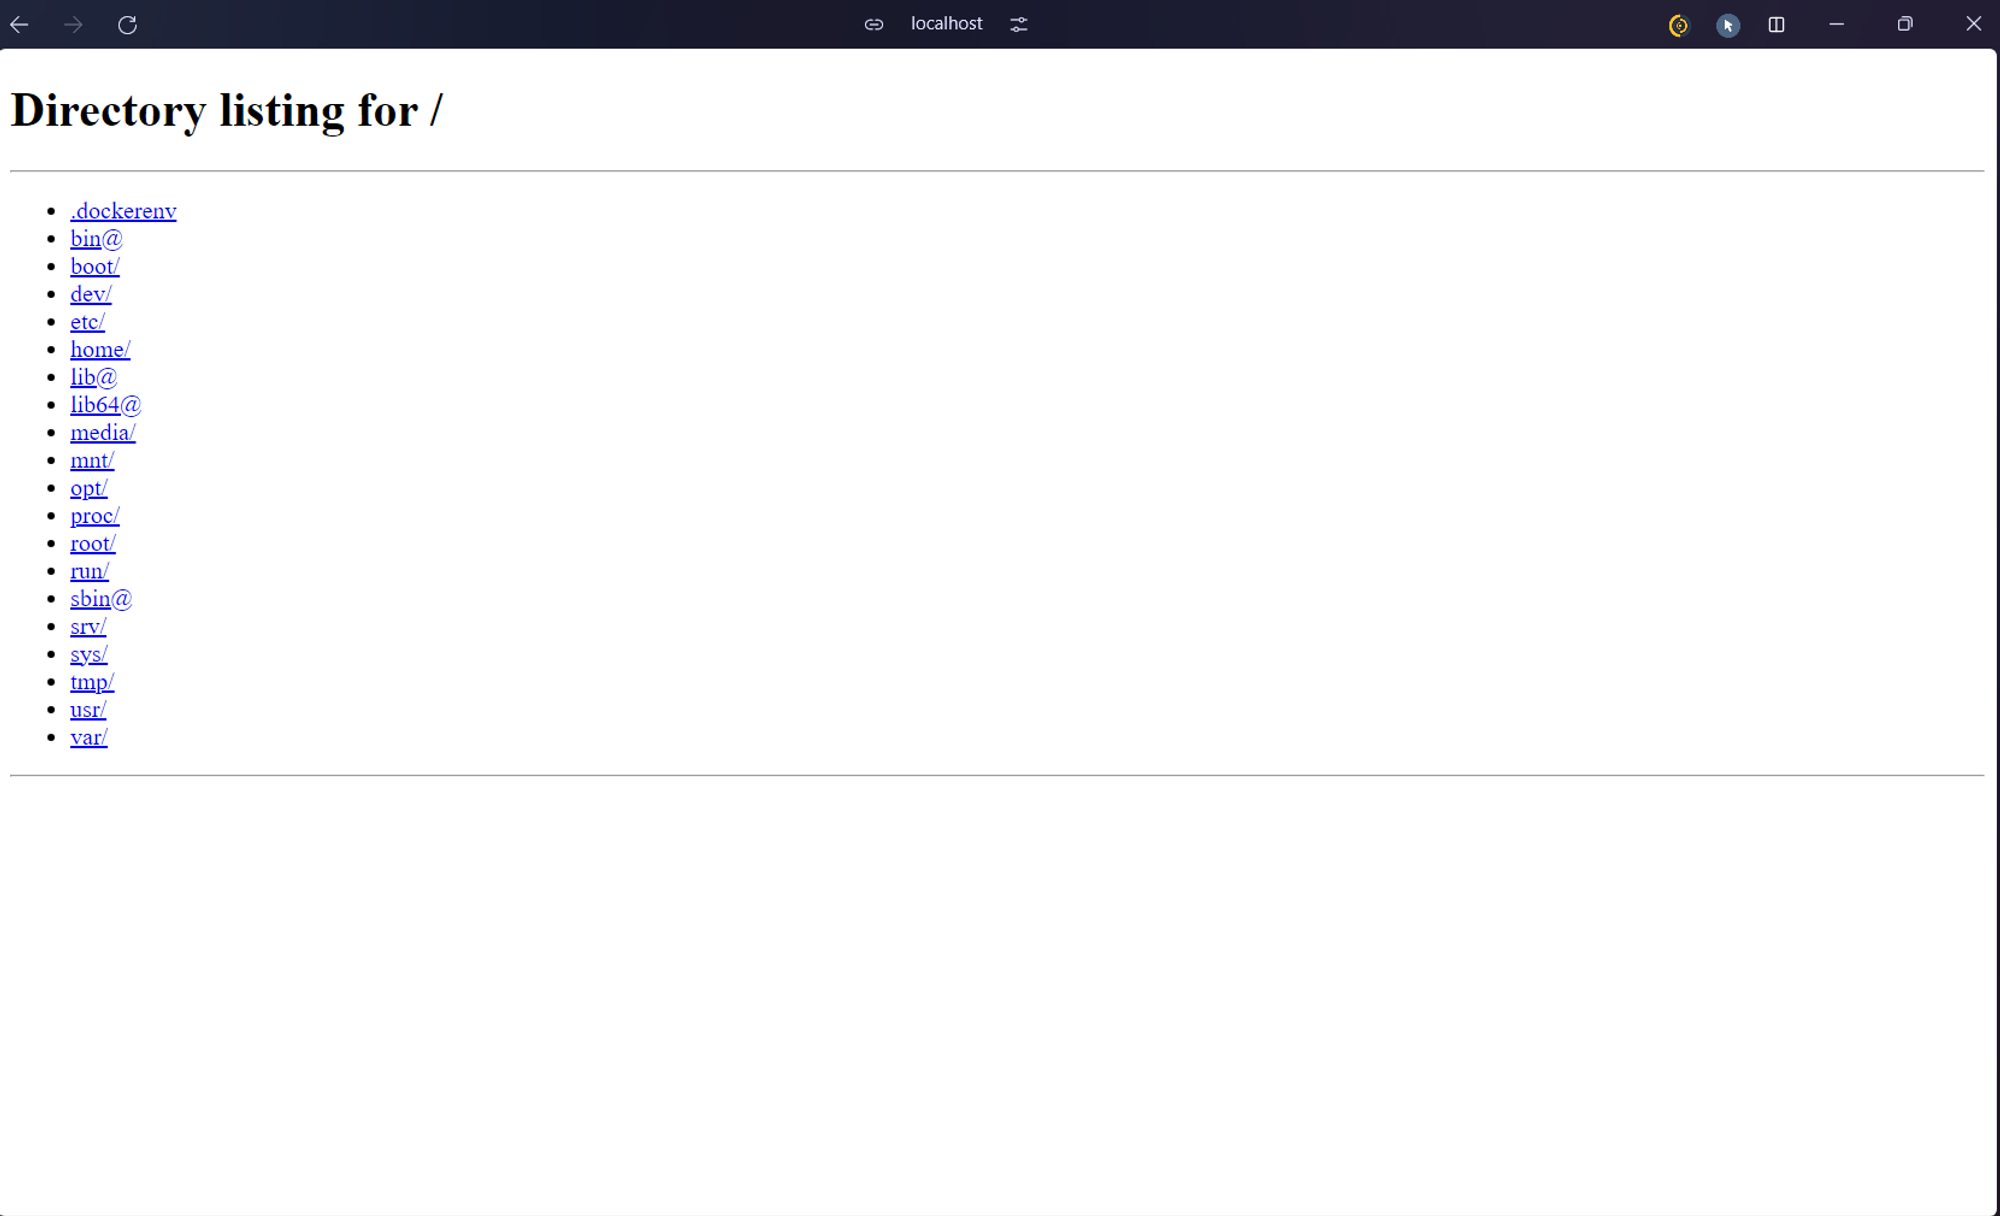 localhost
Directory listing for /
.dockerenv
bin@
boot/
dev/
etc/
home/
lib@
lib64@
media/
mnt/
opt/
proc/
root/
run/
sbin@
srv/
sys/
tmp/
usr/
var/